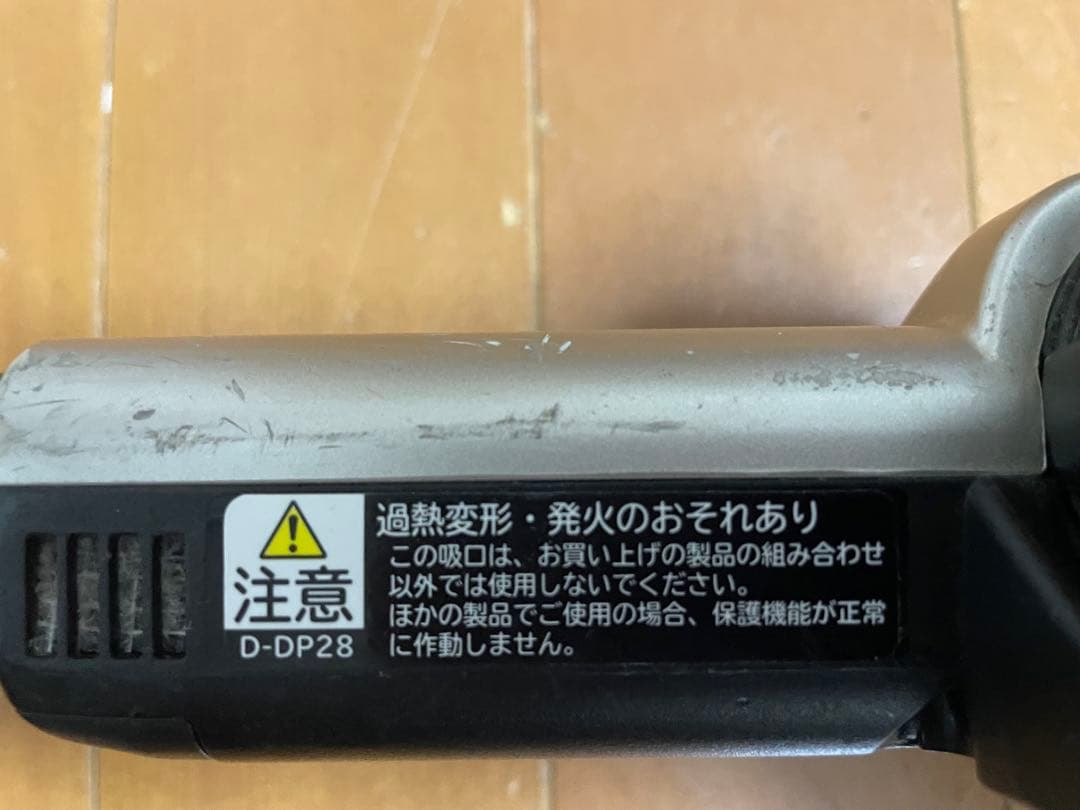 注意
D-DP28
過熱変形・発火のおそれあり
この吸口は、お買い上げの製品の組み合わせ
以外では使用しないでください。
ほかの製品でご使用の場合、保護機能が正常
に作動しません。